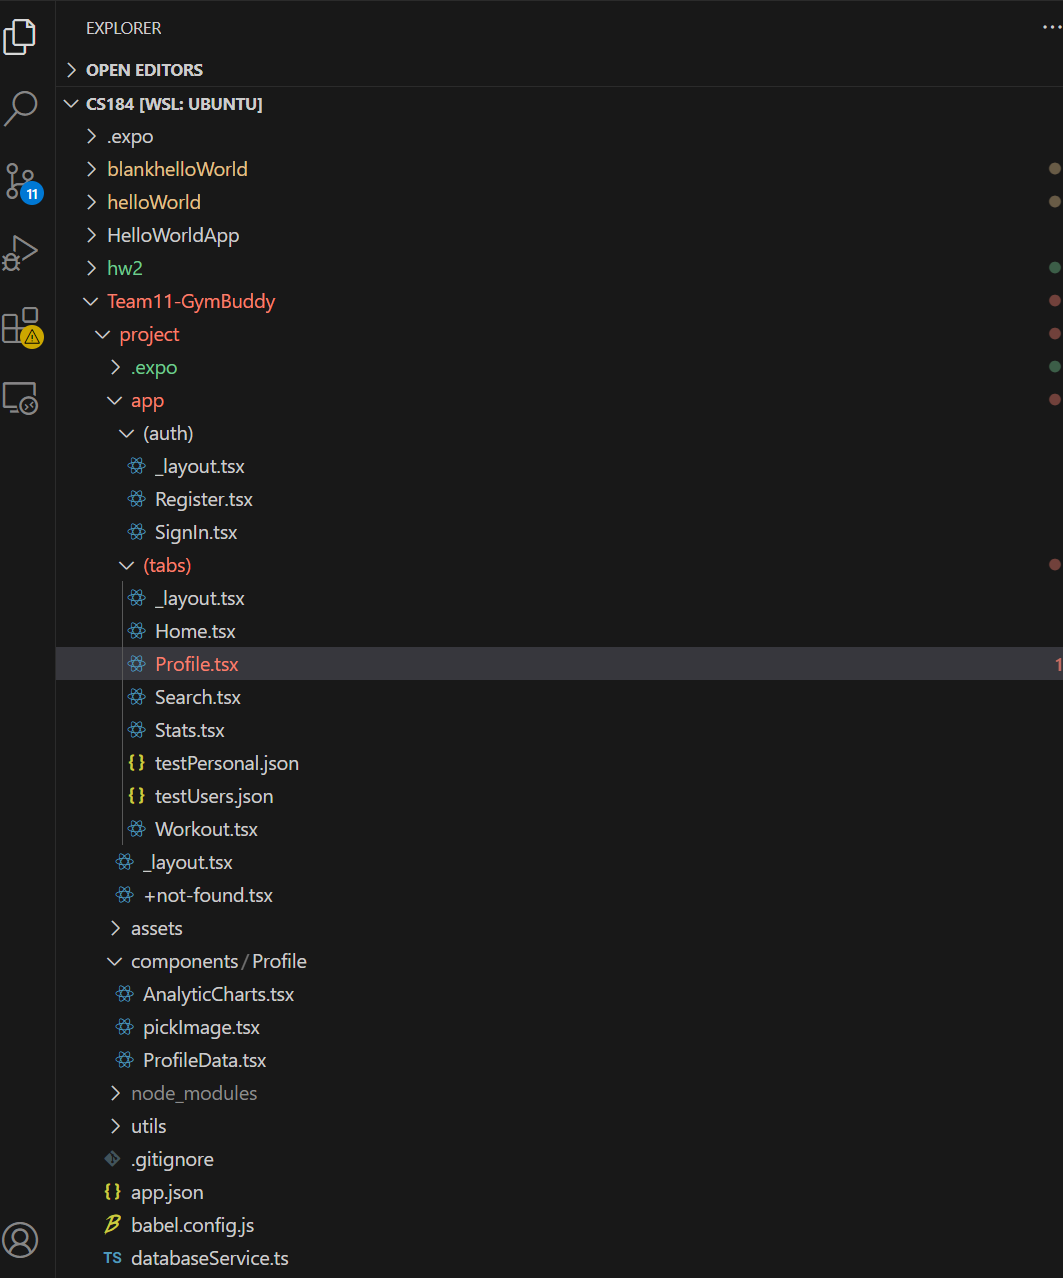 EXPLORER
OPEN EDITORS
CS184 [WSL: UBUNTU]
.expo
blankhelloWorld
helloWorld
11
HelloWorldApp
hw2
Team11-GymBuddy
project
.expo
app
(auth)
_layout.tsx
Register.tsx
SignIn.tsx
(tabs)
_layout.tsx
Home.tsx
Profile.tsx 1
Search.tsx
Stats.tsx
{} testPersonal.json
{} testUsers.json
Workout.tsx
_layout.tsx
+not-found.tsx
assets
components/Profile
AnalyticCharts.tsx
pickImage.tsx
ProfileData.tsx
node_modules
utils
.gitignore
{} app.json
babel.config.js
TS databaseService.ts